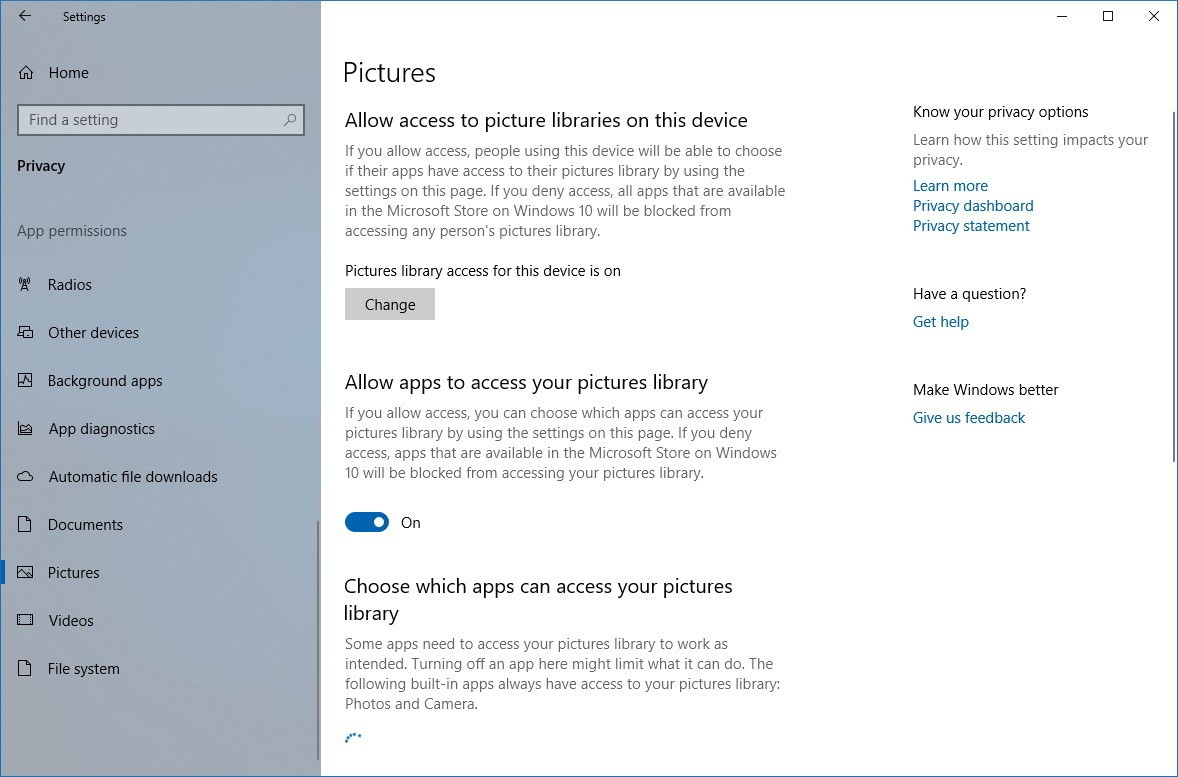 Settings
Home
Find a setting
Privacy
App permissions
Radios
Other devices
Background apps
App diagnostics
Automatic file downloads
Documents
Pictures
Videos
File system
Pictures
Allow access to picture libraries on this device
If you allow access, people using this device will be able to choose
if their apps have access to their pictures library by using the
settings on this page. If you deny access, all apps that are available
in the Microsoft Store on Windows 10 will be blocked from
accessing any person's pictures library.
Pictures library access for this device is on
Change
Allow apps to access your pictures library
If you allow access, you can choose which apps can access your
pictures library by using the settings on this page. If you deny
access, apps that are available in the Microsoft Store on Windows
10 will be blocked from accessing your pictures library.
On
Choose which apps can access your pictures
library
Some apps need to access your pictures library to work as
intended. Turning off an app here might limit what it can do. The
following built-in apps always have access to your pictures library:
Photos and Camera.
Know your privacy options
Learn how this setting impacts your
privacy.
Learn more
Privacy dashboard
Privacy statement
Have a question?
Get help
Make Windows better
Give us feedback